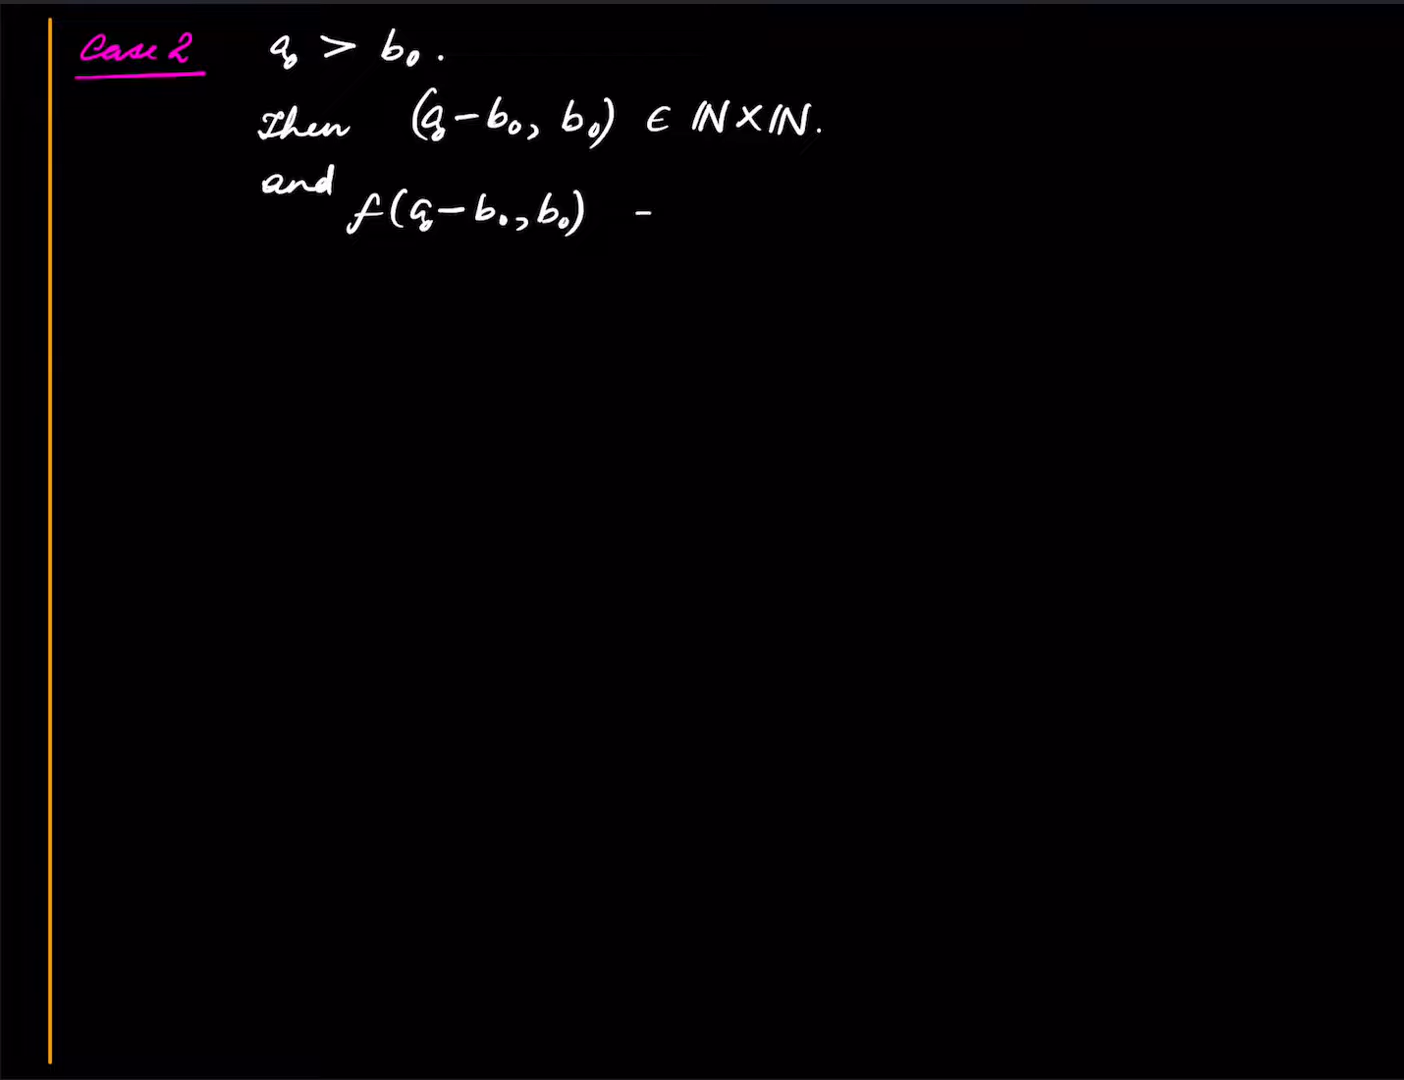 Case 2 a₀ > b₀.
Then (a₀ - b₀, b₀) ∈ ℕ × ℕ.
and
f(a₀ - b₀, b₀) -